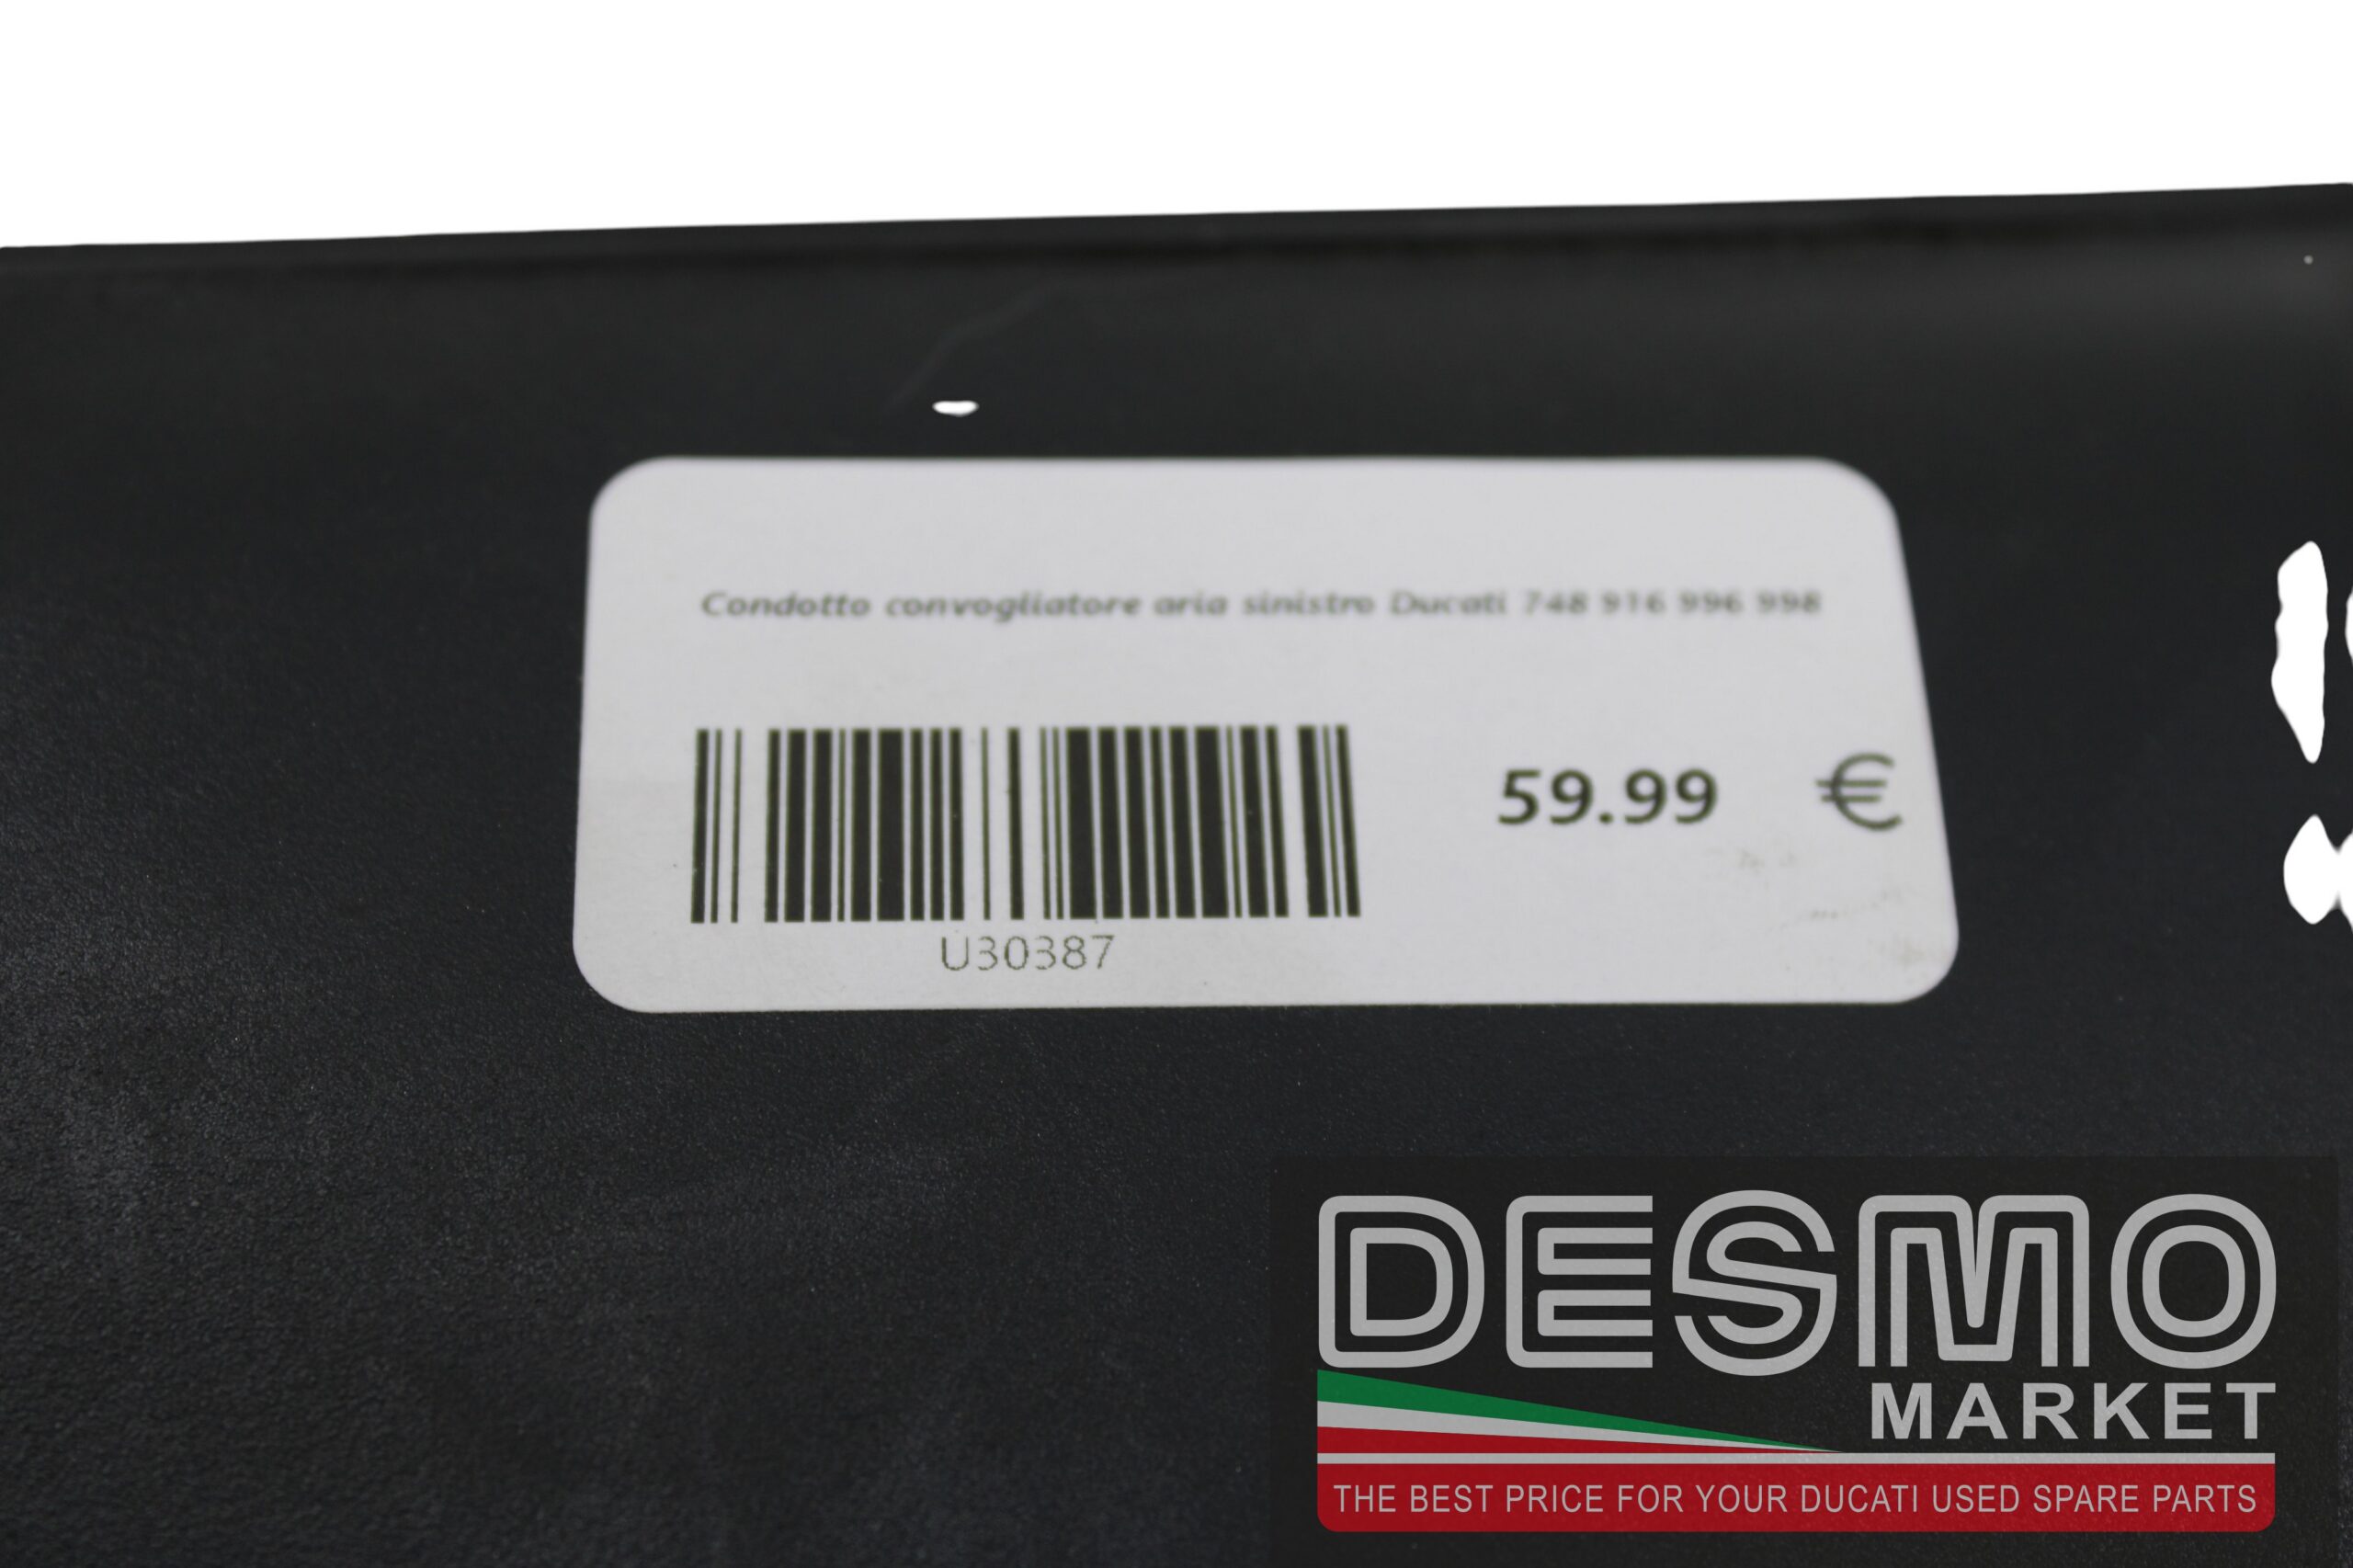 Condotto convogliatore aria sinistro Ducati 748 916 996 998
59.99 €
U30387
DESMO
MARKET
THE BEST PRICE FOR YOUR DUCATI USED SPARE PARTS